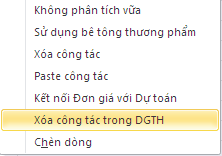 Không phân tích vữa
Sử dụng bê tông thương phẩm
Xóa công tác
Paste công tác
Kết nối Đơn giá với Dự toán
Xóa công tác trong DGTH
Chèn dòng